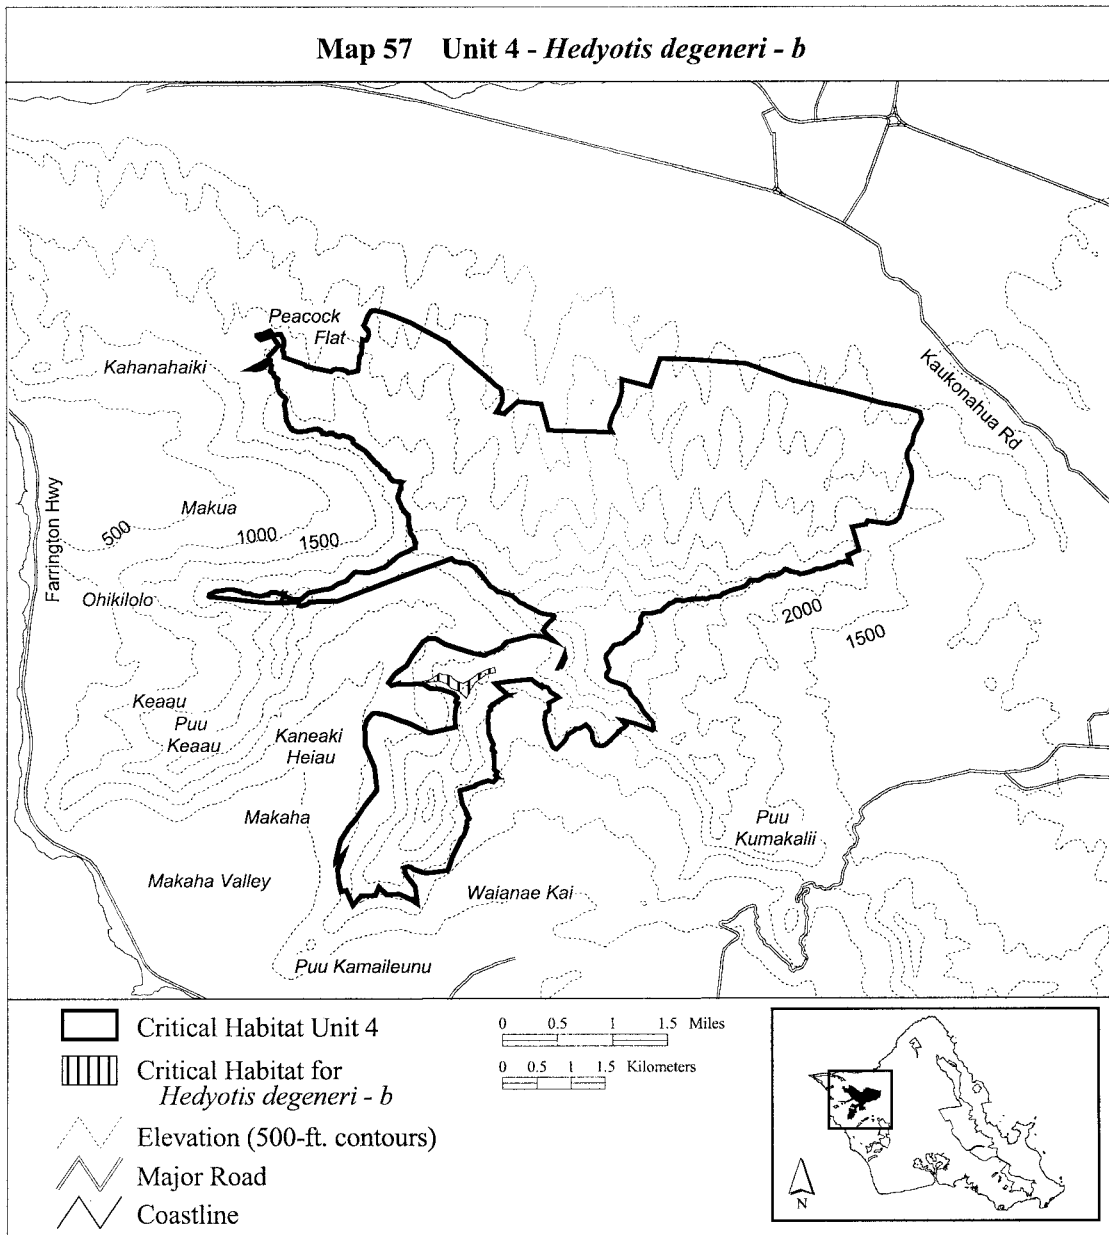 Map 57 Unit 4 - Hedyotis degeneri - b
Peacock
Flat
Kahanahaiki
Kaukonahua Rd
Farrington Hwy
Makua
500
1000
1500
Ohikilolo
2000
1500
Keaau
Puu
Keaau
Kaneaki
Heiau
Makaha
Puu
Kumakalii
Makaha Valley
Waianae Kai
Puu Kamaileunu
Critical Habitat Unit 4
Critical Habitat for
Hedyotis degeneri - b
Elevation (500-ft. contours)
Major Road
Coastline
0 0.5 1 1.5 Miles
0 0.5 1 1.5 Kilometers
N